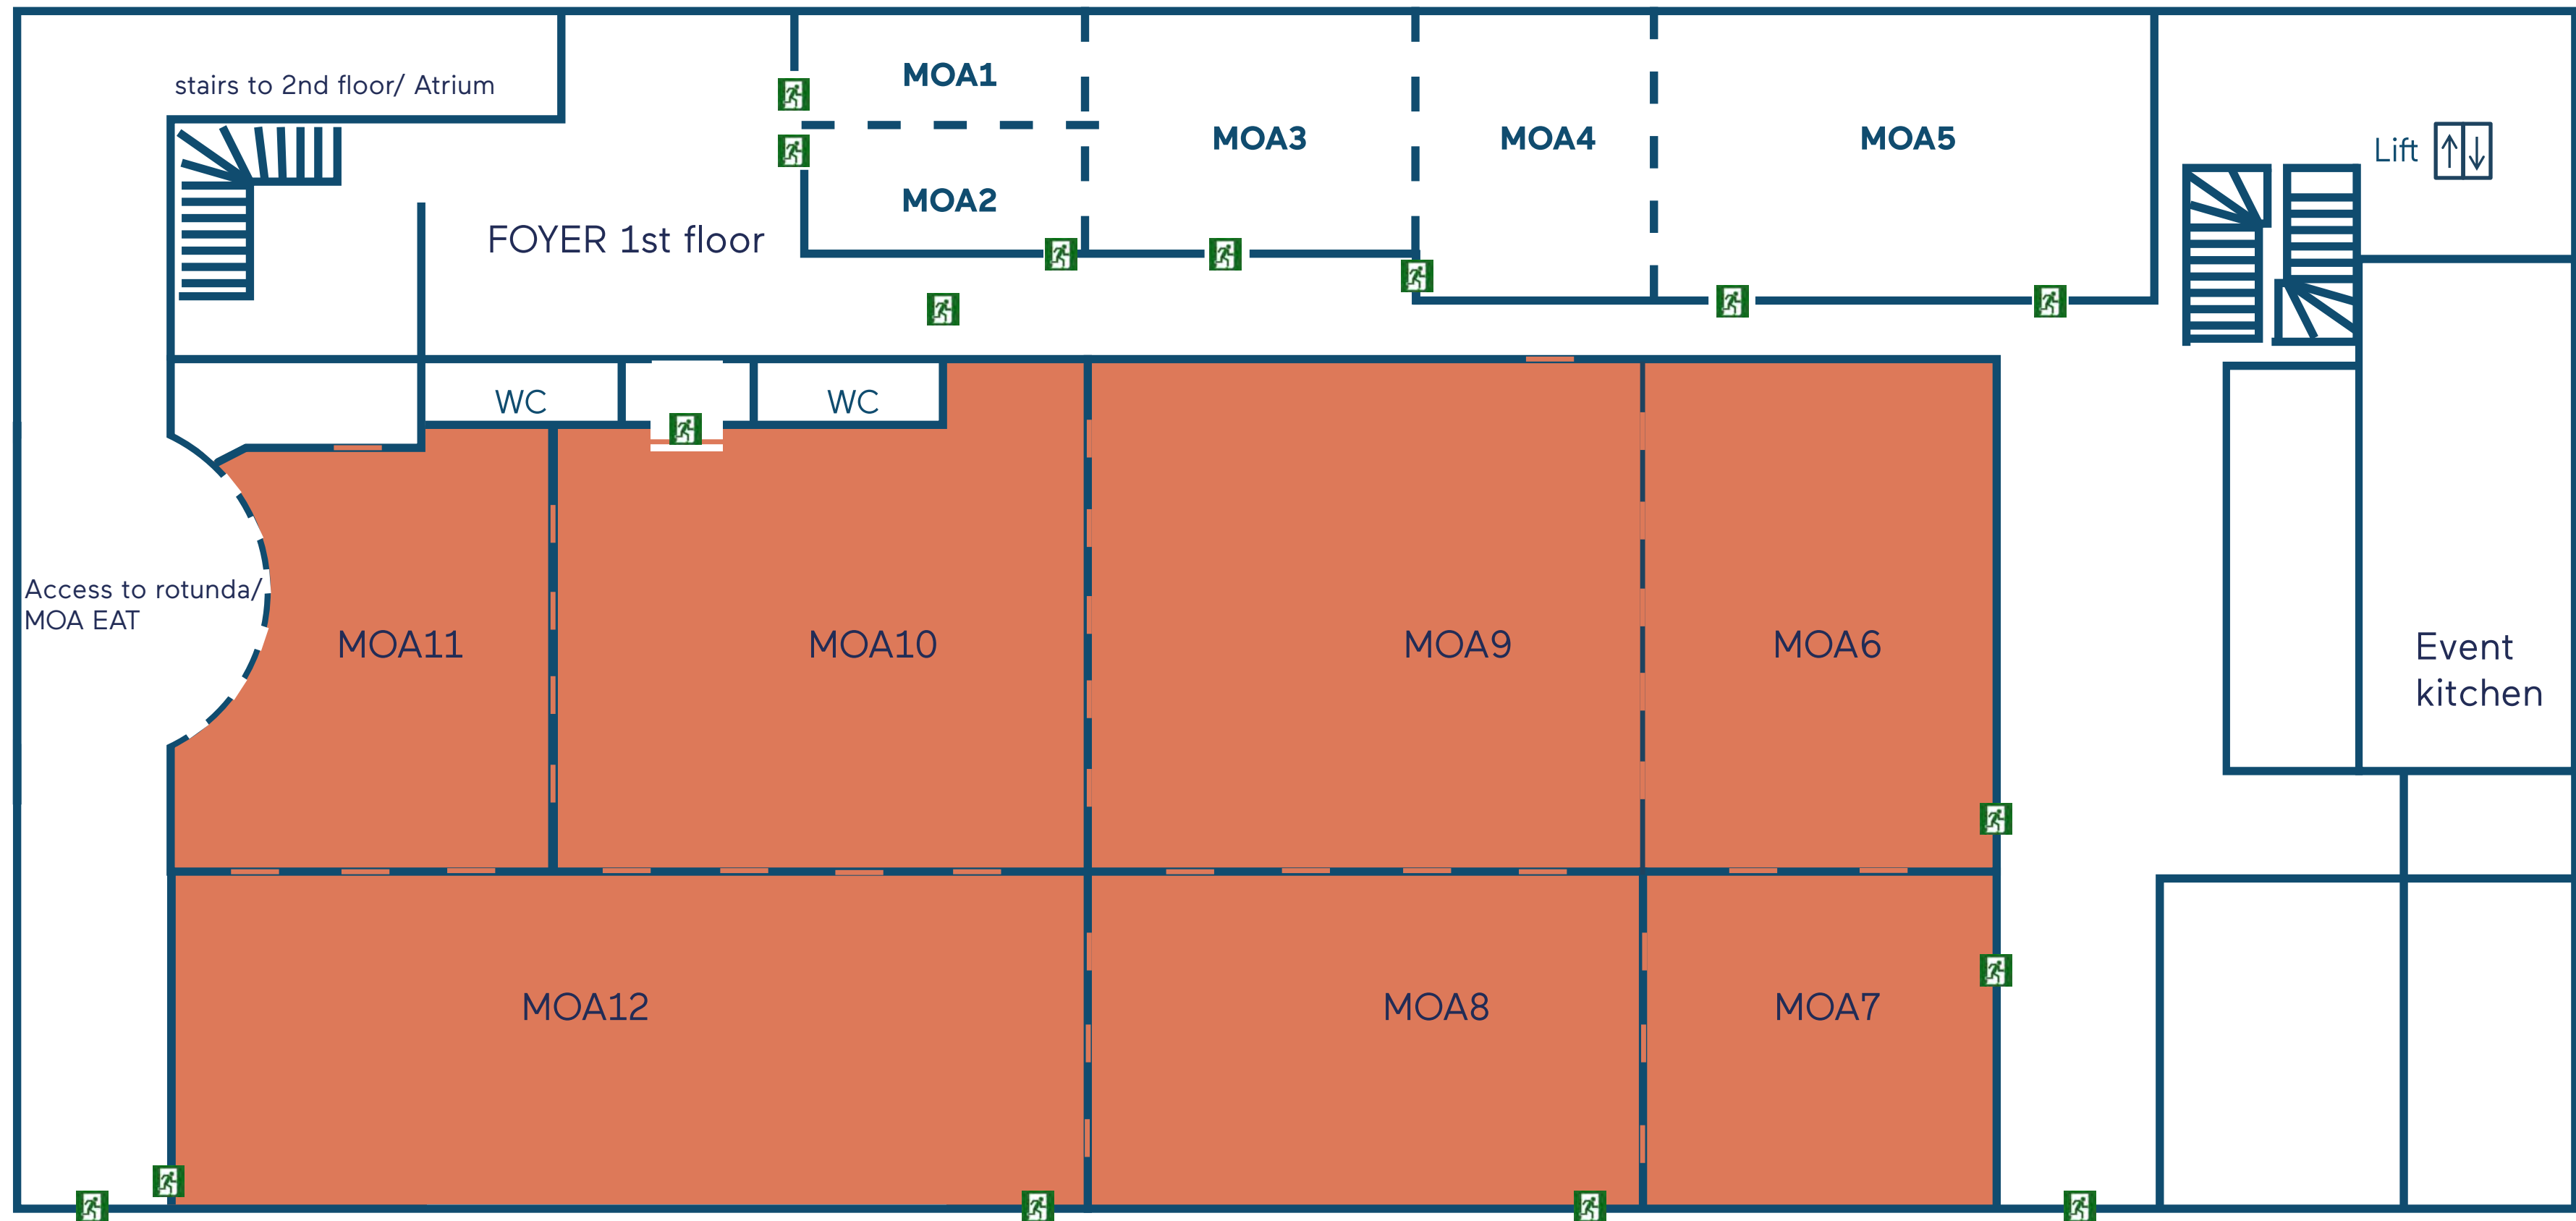 stairs to 2nd floor/ Atrium
MOA1
MOA2
MOA3
MOA4
MOA5
Lift
FOYER 1st floor
WC
WC
Access to rotunda/
MOA EAT
MOA11
MOA10
MOA9
MOA6
Event
kitchen
MOA12
MOA8
MOA7